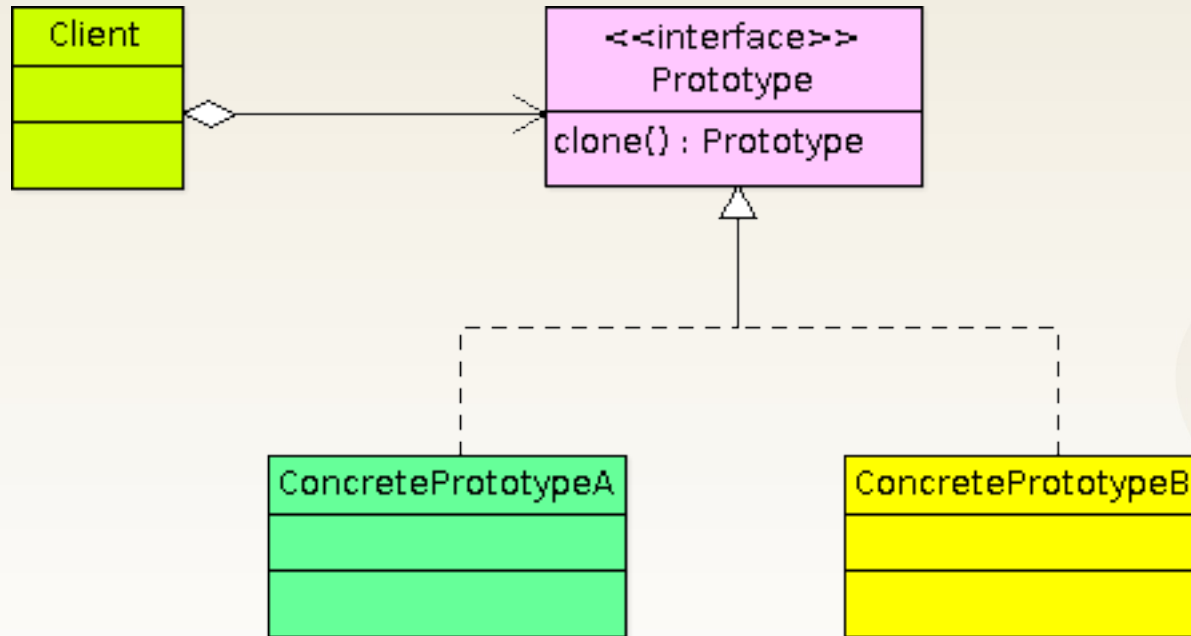 Client
<<interface>>
Prototype
clone() : Prototype
ConcretePrototypeA
ConcretePrototypeB